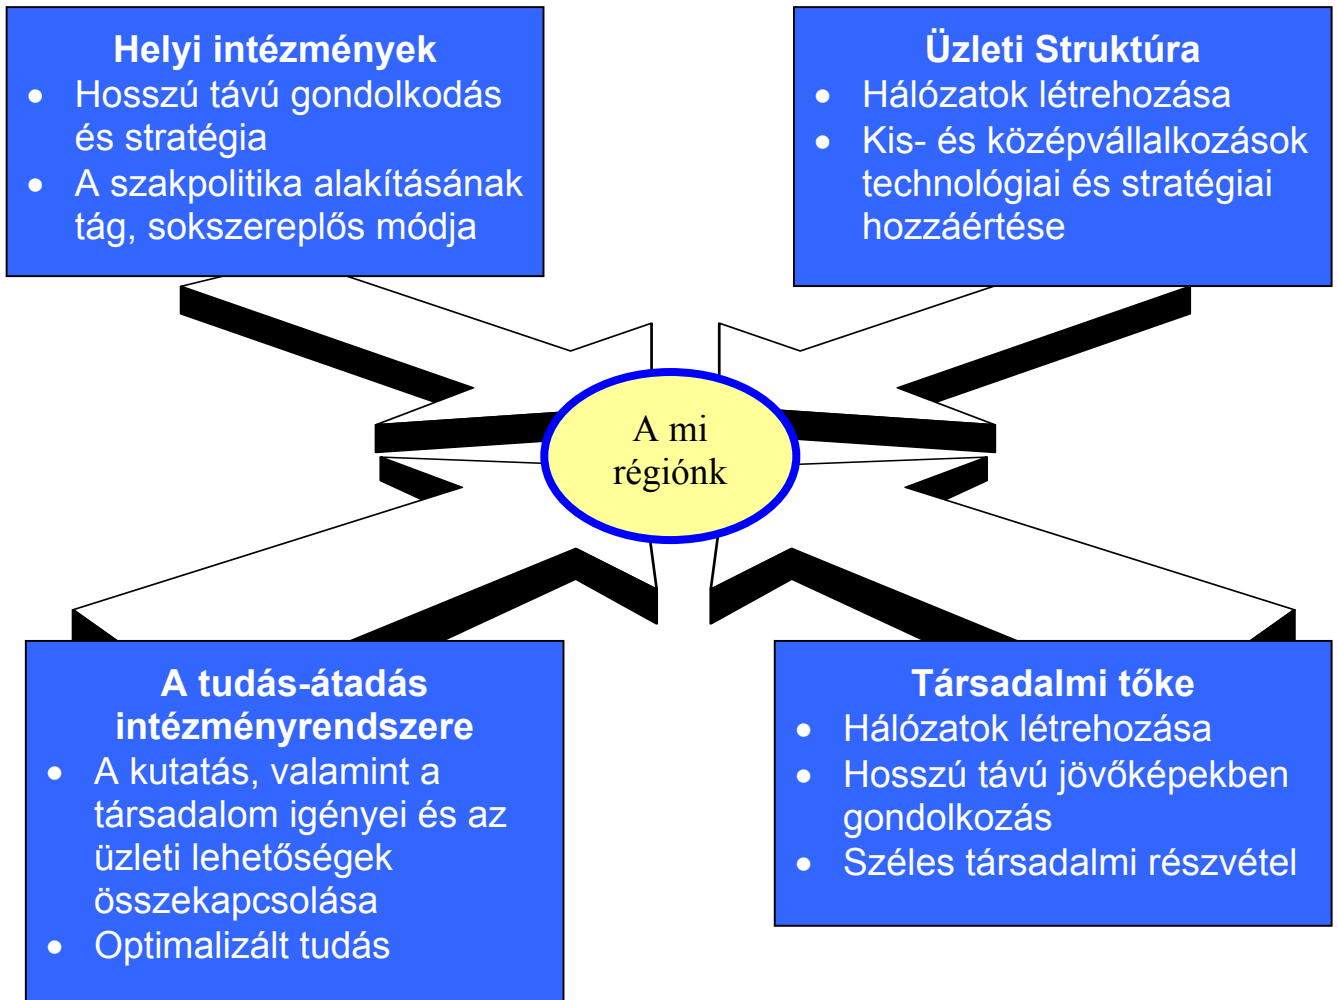 Helyi intézmények
• Hosszú távú gondolkodás
és stratégia
• A szakpolitika alakításának
tág, sokszereplős módja
Üzleti Struktúra
• Hálózatok létrehozása
• Kis- és középvállalkozások
technológiai és stratégiai
hozzáértése
A mi
régiónk
A tudás-átadás
intézményrendszere
• A kutatás, valamint a
társadalom igényei és az
üzleti lehetőségek
összekapcsolása
• Optimalizált tudás
Társadalmi tőke
• Hálózatok létrehozása
• Hosszú távú jövőképekben
gondolkozás
• Széles társadalmi részvétel